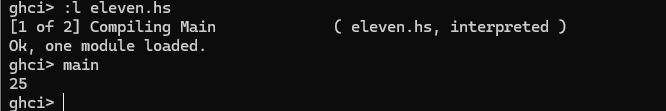 ghci> :l eleven.hs
[1 of 2] Compiling Main             ( eleven.hs, interpreted )
Ok, one module loaded.
ghci> main
25
ghci>